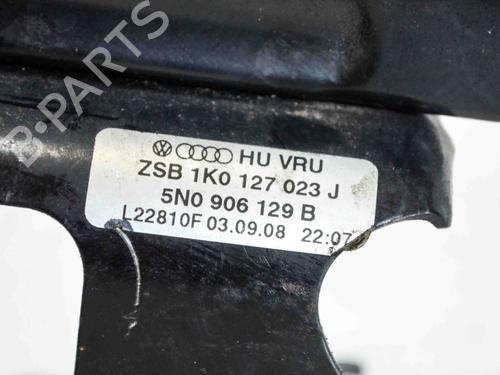 B-PARTS
HU VRU
ZSB 1K0 127 023 J
5N0 906 129 B
L22810F 03.09.08 22:07